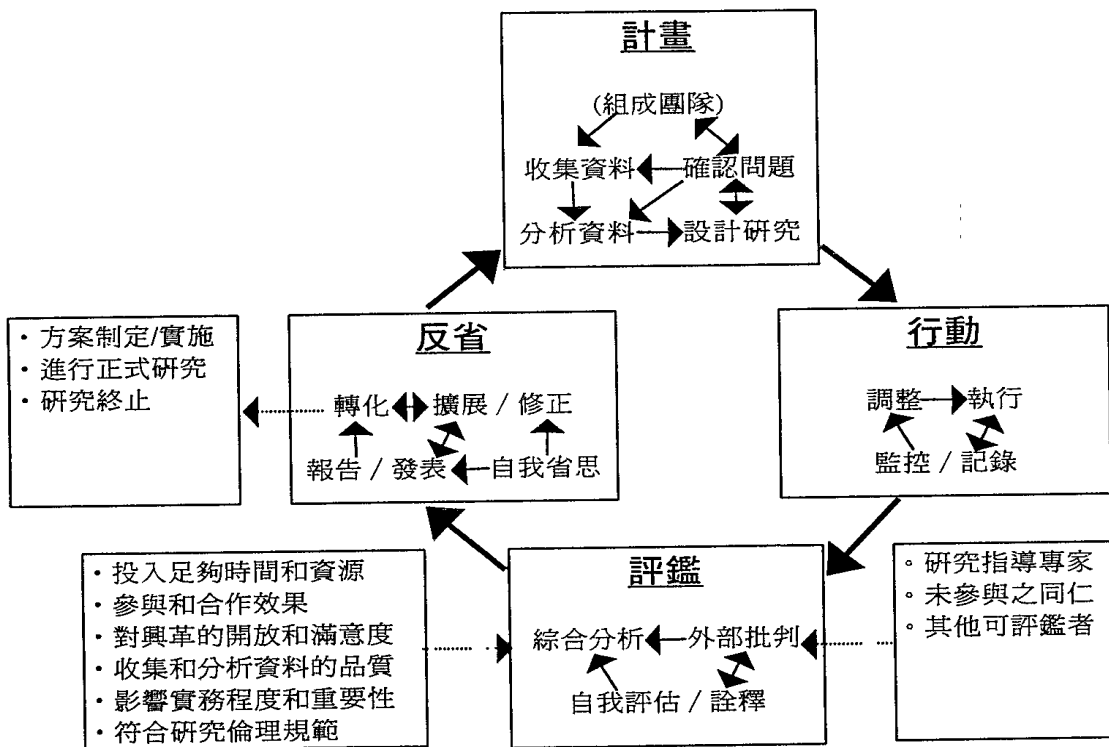 計畫
(組成團隊)
收集資料 確認問題
分析資料 設計研究
・方案制定/實施
・進行正式研究
・研究終止
反省
轉化 擴展 / 修正
報告 / 發表 自我省思
行動
調整 執行
監控 / 記錄
・投入足夠時間和資源
・參與和合作效果
・對興革的開放和滿意度
・收集和分析資料的品質
・影響實務程度和重要性
・符合研究倫理規範
評鑑
綜合分析 外部批判
自我評估 / 詮釋
。研究指導專家
。未參與之同仁
。其他可評鑑者